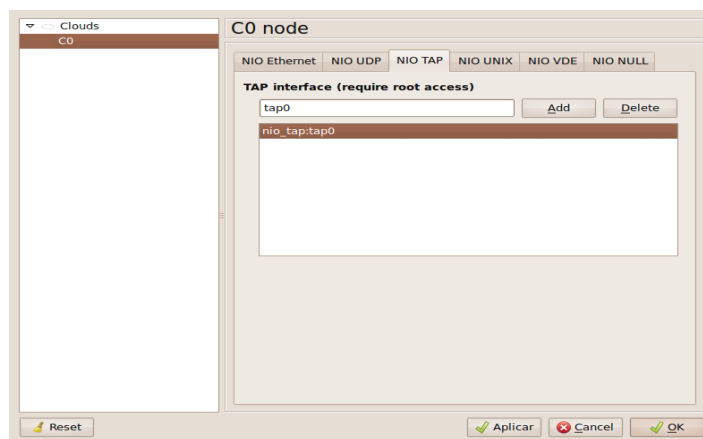 Clouds
C0
C0 node
NIO Ethernet NIO UDP NIO TAP NIO UNIX NIO VDE NIO NULL
TAP interface (require root access)
tap0 Add Delete
nio_tap:tap0
Reset Aplicar Cancel OK